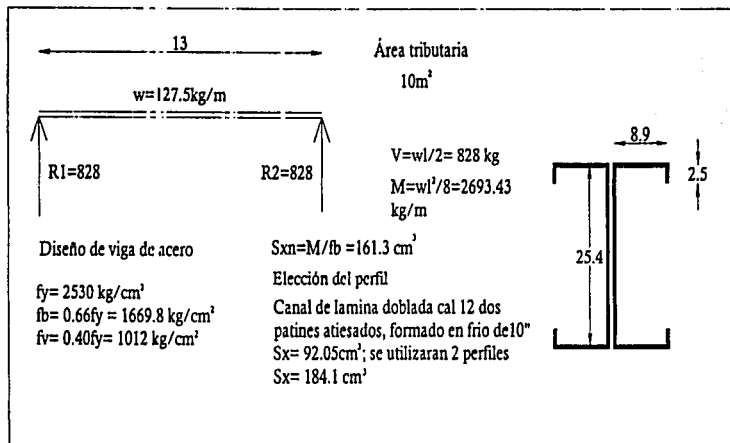 13
w=127.5kg/m
R1=828
R2=828
Área tributaria
10m²
V=wl/2= 828 kg
M=wl²/8=2693.43
kg/m
8.9
2.5
25.4
Diseño de viga de acero
fy= 2530 kg/cm²
fb= 0.66fy = 1669.8 kg/cm²
fv= 0.40fy= 1012 kg/cm²
Sxn=M/fb =161.3 cm³
Elección del perfil
Canal de lamina doblada cal 12 dos
patines atiesados, formado en frio de10"
Sx= 92.05cm³; se utilizaran 2 perfiles
Sx= 184.1 cm³